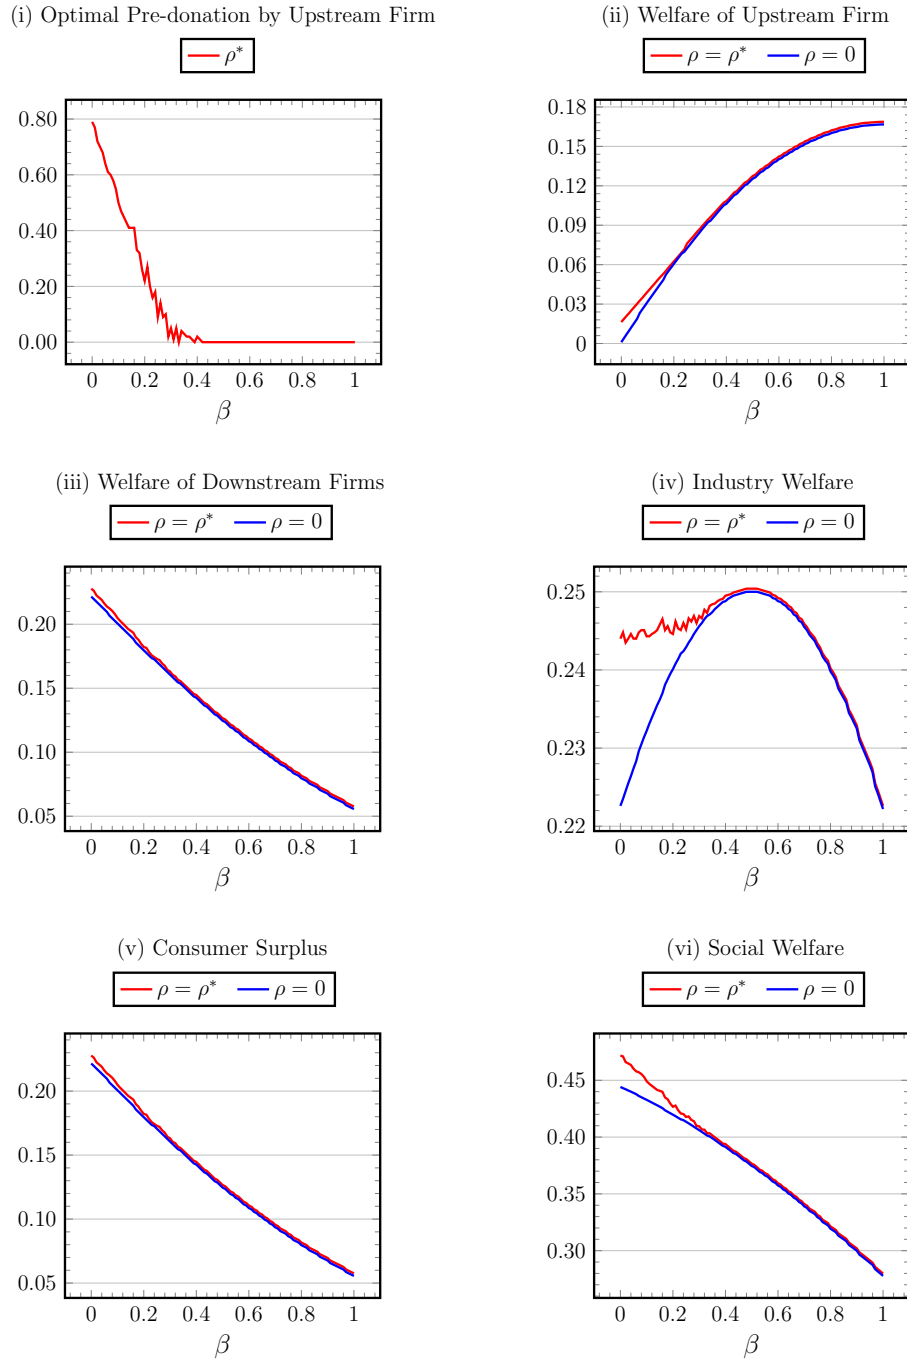 (i) Optimal Pre-donation by Upstream Firm
ρ*
0.80
0.60
0.40
0.20
0.00
0 0.2 0.4 0.6 0.8 1
β
(ii) Welfare of Upstream Firm
ρ = ρ* ρ = 0
0.18
0.15
0.12
0.09
0.06
0.03
0
0 0.2 0.4 0.6 0.8 1
β
(iii) Welfare of Downstream Firms
ρ = ρ* ρ = 0
0.20
0.15
0.10
0.05
0 0.2 0.4 0.6 0.8 1
β
(iv) Industry Welfare
ρ = ρ* ρ = 0
0.25
0.24
0.23
0.22
0 0.2 0.4 0.6 0.8 1
β
(v) Consumer Surplus
ρ = ρ* ρ = 0
0.20
0.15
0.10
0.05
0 0.2 0.4 0.6 0.8 1
β
(vi) Social Welfare
ρ = ρ* ρ = 0
0.45
0.40
0.35
0.30
0 0.2 0.4 0.6 0.8 1
β